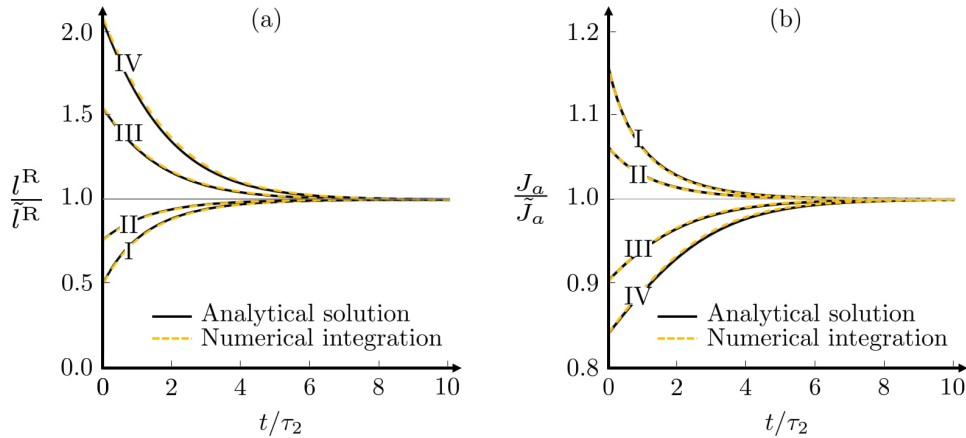 (a)
2.0
1.5
1.0
0.5
0.0
l^R / l̃^R
IV
III
II
I
Analytical solution
Numerical integration
0 2 4 6 8 10
t/τ₂
(b)
1.2
1.1
1.0
0.9
0.8
J_a / J̃_a
I
II
III
IV
Analytical solution
Numerical integration
0 2 4 6 8 10
t/τ₂